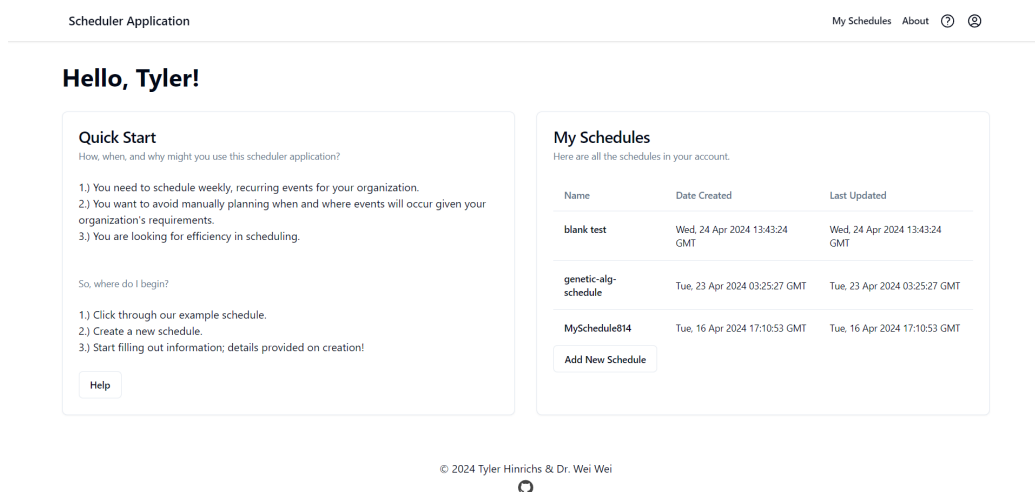 Scheduler Application
My Schedules About
Hello, Tyler!
Quick Start
How, when, and why might you use this scheduler application?
1.) You need to schedule weekly, recurring events for your organization.
2.) You want to avoid manually planning when and where events will occur given your
organization's requirements.
3.) You are looking for efficiency in scheduling.
So, where do I begin?
1.) Click through our example schedule.
2.) Create a new schedule.
3.) Start filling out information; details provided on creation!
Help
My Schedules
Here are all the schedules in your account.
Name Date Created Last Updated
blank test Wed, 24 Apr 2024 13:43:24 Wed, 24 Apr 2024 13:43:24
GMT GMT
genetic-alg-
schedule Tue, 23 Apr 2024 03:25:27 GMT Tue, 23 Apr 2024 03:25:27 GMT
MySchedule814 Tue, 16 Apr 2024 17:10:53 GMT Tue, 16 Apr 2024 17:10:53 GMT
Add New Schedule
© 2024 Tyler Hinrichs & Dr. Wei Wei